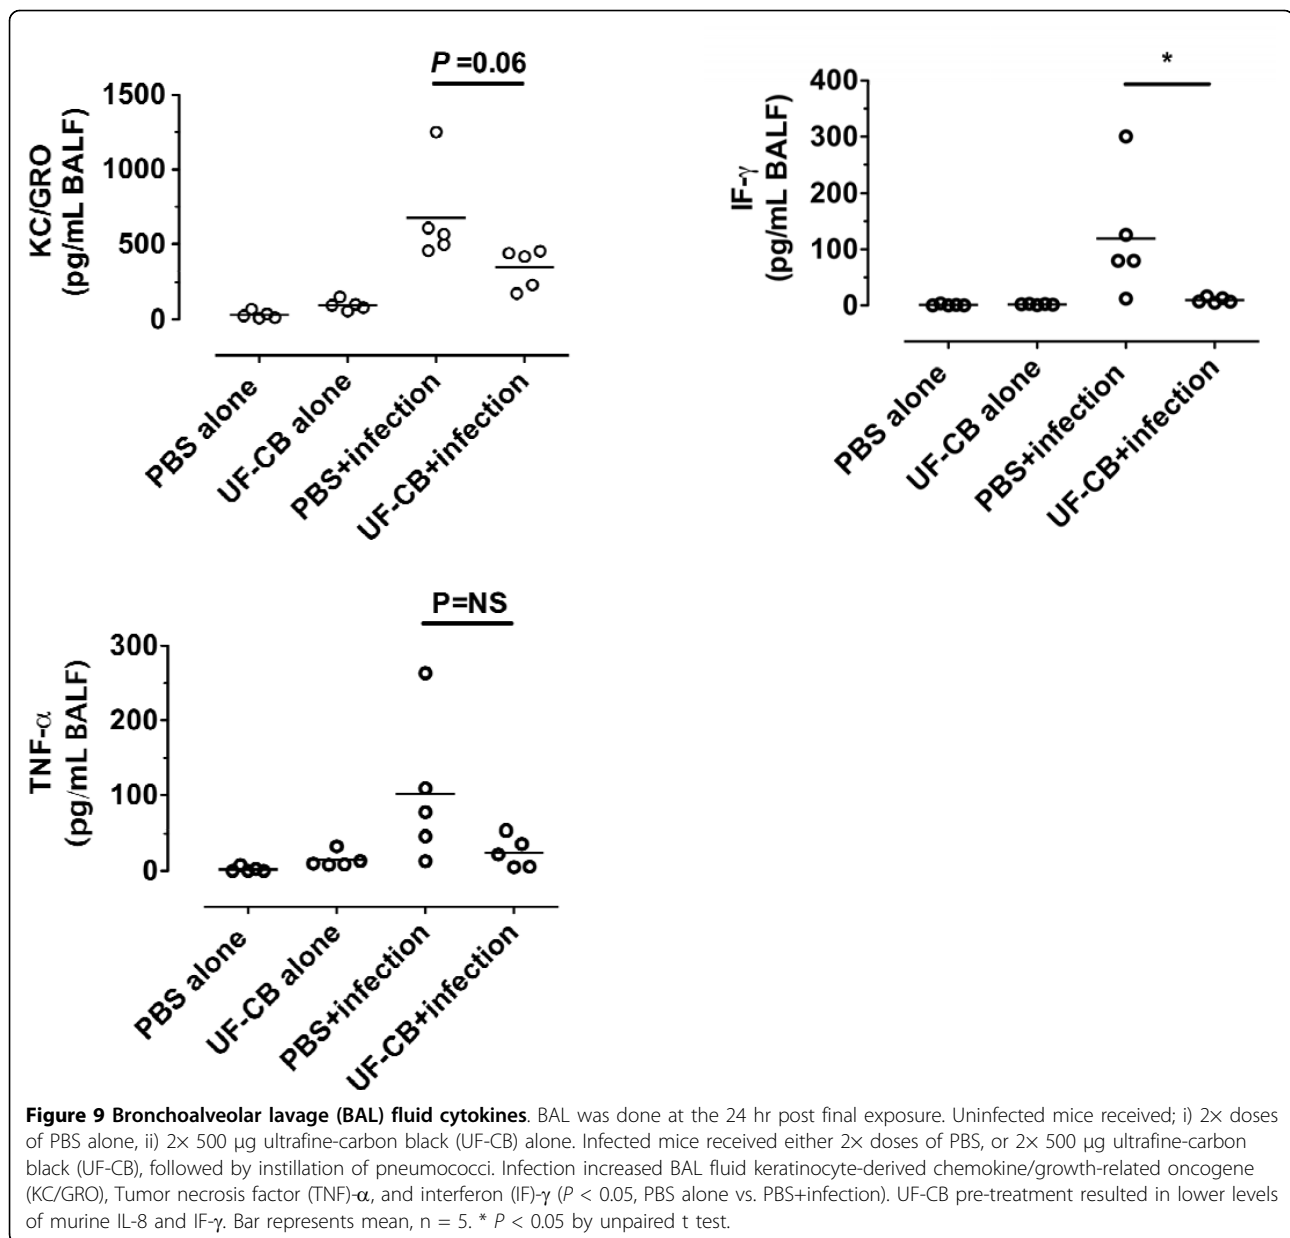 P =0.06
1500
1000
500
0
KC/GRO
(pg/mL BALF)
PBS alone
UF-CB alone
PBS+infection
UF-CB+infection
*
400
300
200
100
0
IF-γ
(pg/mL BALF)
PBS alone
UF-CB alone
PBS+infection
UF-CB+infection
P=NS
300
200
100
0
TNF-α
(pg/mL BALF)
PBS alone
UF-CB alone
PBS+infection
UF-CB+infection
Figure 9 Bronchoalveolar lavage (BAL) fluid cytokines. BAL was done at the 24 hr post final exposure. Uninfected mice received; i) 2× doses
of PBS alone, ii) 2× 500 μg ultrafine-carbon black (UF-CB) alone. Infected mice received either 2× doses of PBS, or 2× 500 μg ultrafine-carbon
black (UF-CB), followed by instillation of pneumococci. Infection increased BAL fluid keratinocyte-derived chemokine/growth-related oncogene
(KC/GRO), Tumor necrosis factor (TNF)-α, and interferon (IF)-γ (P < 0.05, PBS alone vs. PBS+infection). UF-CB pre-treatment resulted in lower levels
of murine IL-8 and IF-γ. Bar represents mean, n = 5. * P < 0.05 by unpaired t test.